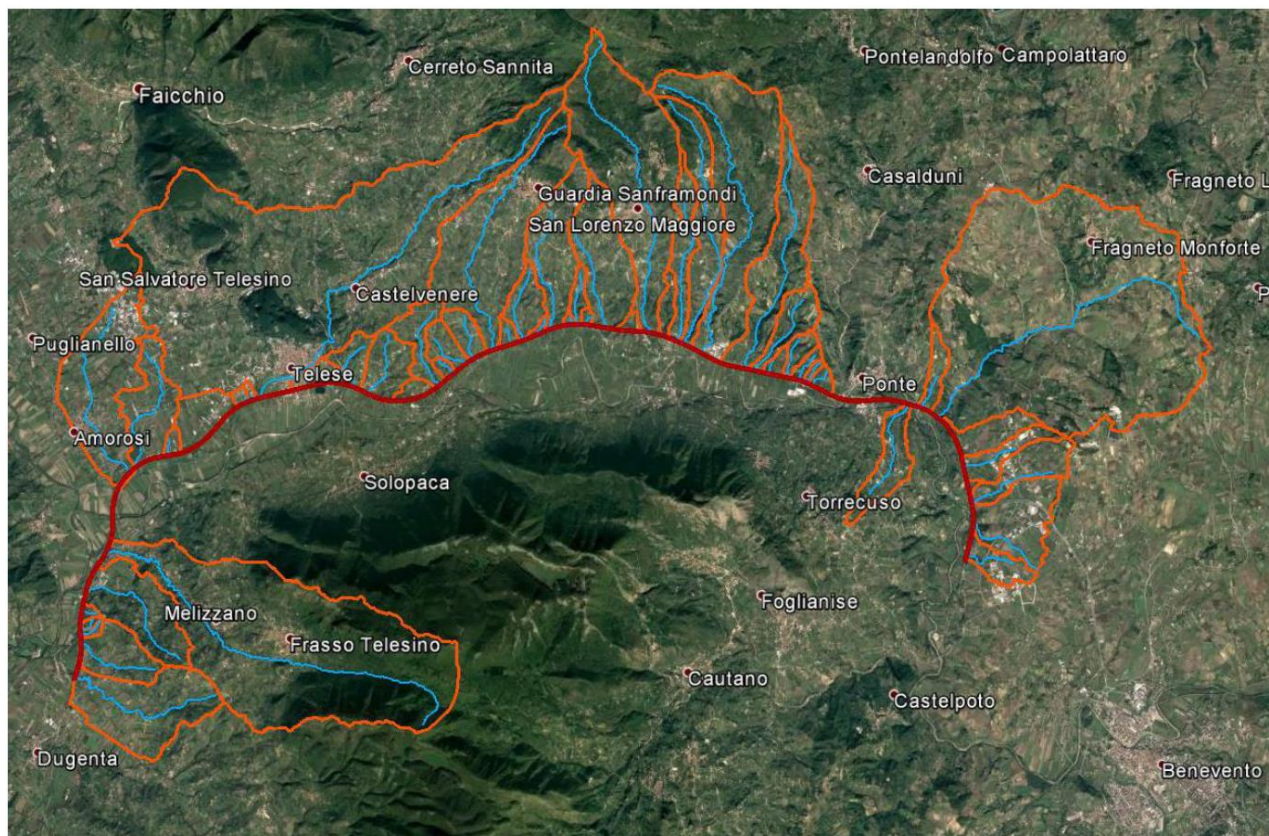 Pontelandolfo
Campolattaro
Cerreto Sannita
Faicchio
Casalduni
Fragneto L
Guardia Sanframondi
San Lorenzo Maggiore
Fragneto Monforte
San Salvatore Telesino
Castelvenere
P
Puglianello
Telese
Ponte
Amorosi
Solopaca
Torrecuso
Foglianise
Melizzano
Frasso Telesino
Cautano
Castelpoto
Dugenta
Benevento